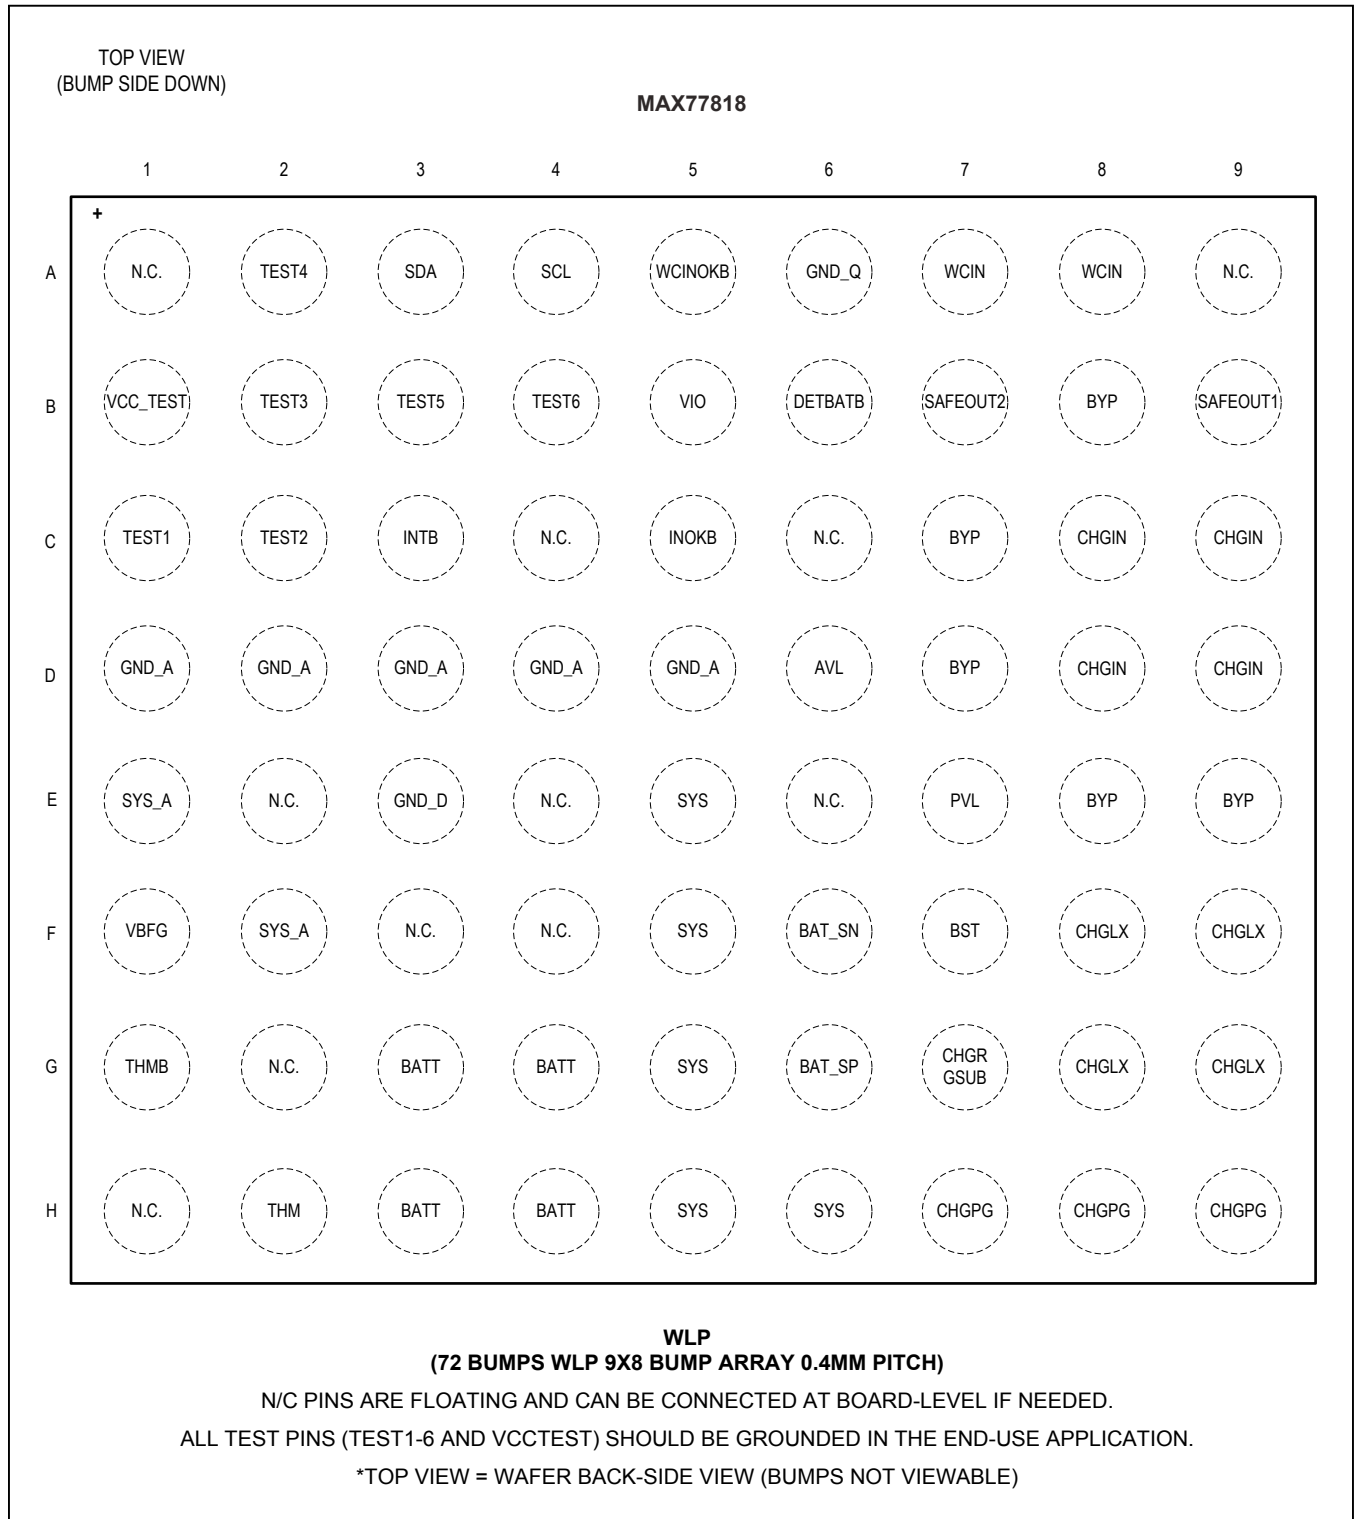 TOP VIEW
(BUMP SIDE DOWN)
MAX77818
1 2 3 4 5 6 7 8 9
+
A N.C. TEST4 SDA SCL WCINOKB GND_Q WCIN WCIN N.C.
B VCC_TEST TEST3 TEST5 TEST6 VIO DETBATB SAFEOUT2 BYP SAFEOUT1
C TEST1 TEST2 INTB N.C. INOKB N.C. BYP CHGIN CHGIN
D GND_A GND_A GND_A GND_A GND_A AVL BYP CHGIN CHGIN
E SYS_A N.C. GND_D N.C. SYS N.C. PVL BYP BYP
F VBFG SYS_A N.C. N.C. SYS BAT_SN BST CHGLX CHGLX
G THMB N.C. BATT BATT SYS BAT_SP CHGR GSUB CHGLX CHGLX
H N.C. THM BATT BATT SYS SYS CHGPG CHGPG CHGPG
WLP
(72 BUMPS WLP 9X8 BUMP ARRAY 0.4MM PITCH)
N/C PINS ARE FLOATING AND CAN BE CONNECTED AT BOARD-LEVEL IF NEEDED.
ALL TEST PINS (TEST1-6 AND VCCTEST) SHOULD BE GROUNDED IN THE END-USE APPLICATION.
*TOP VIEW = WAFER BACK-SIDE VIEW (BUMPS NOT VIEWABLE)